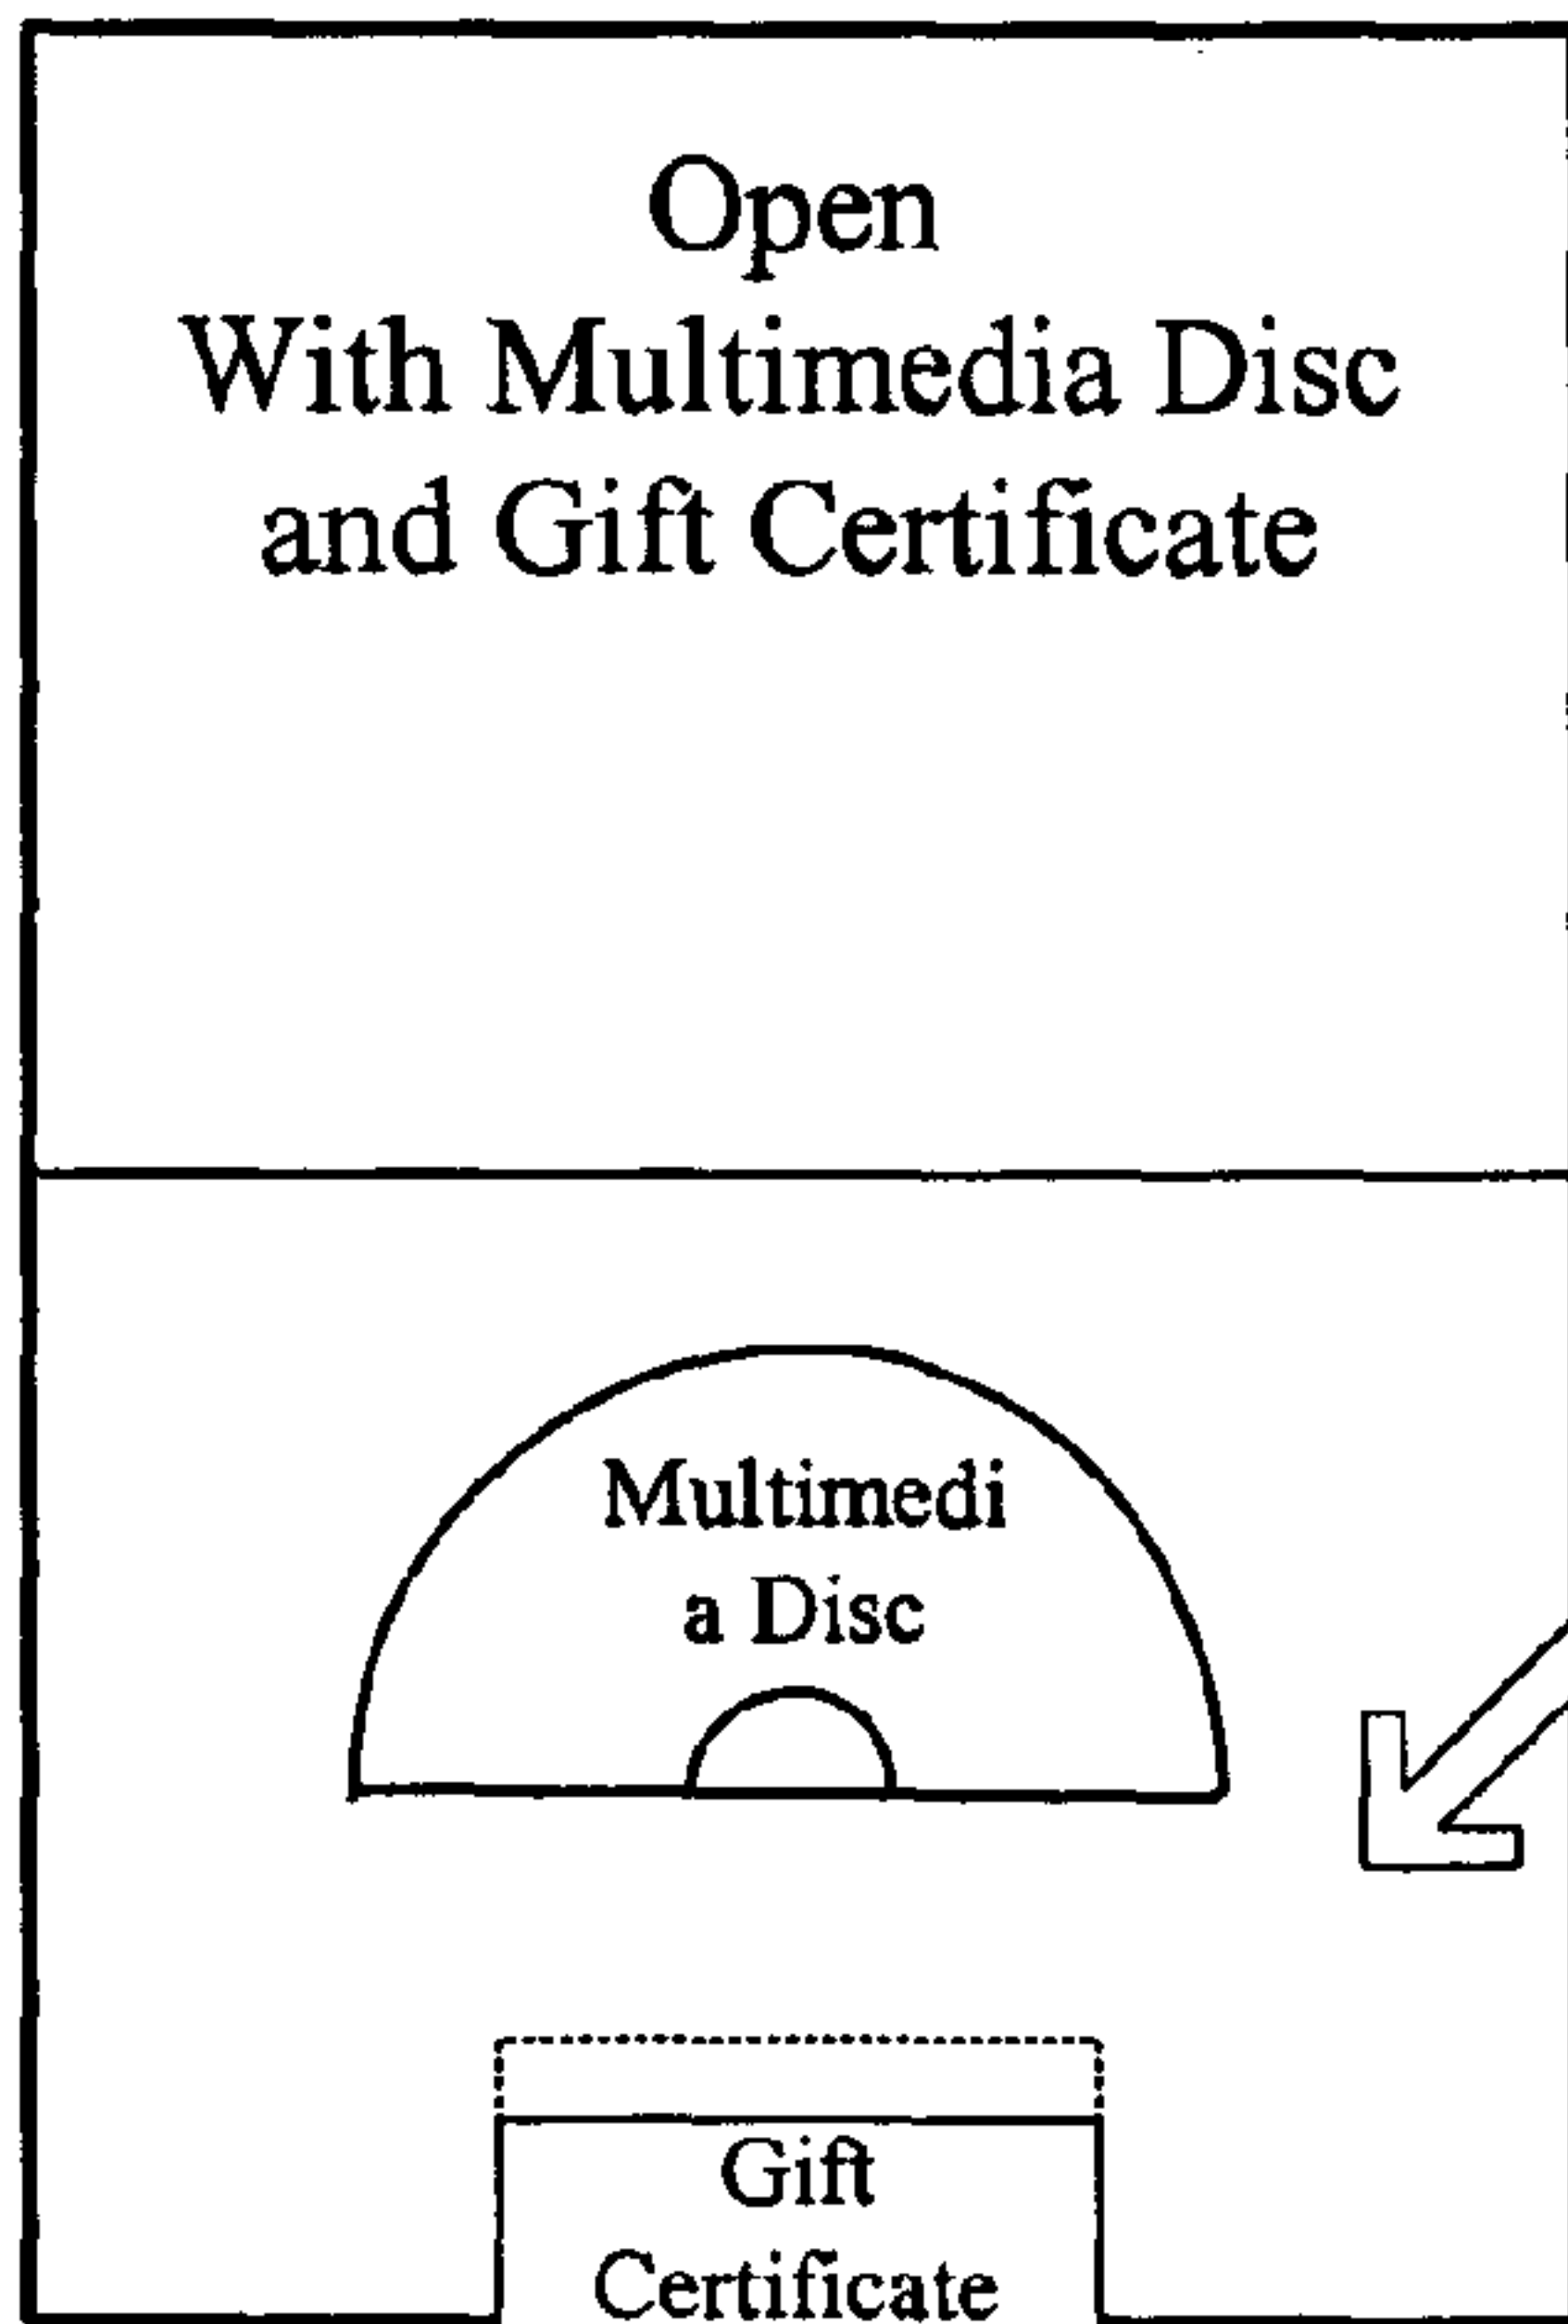 Open
With Multimedia Disc
and Gift Certificate
Multimedi
a Disc
Gift
Certificate